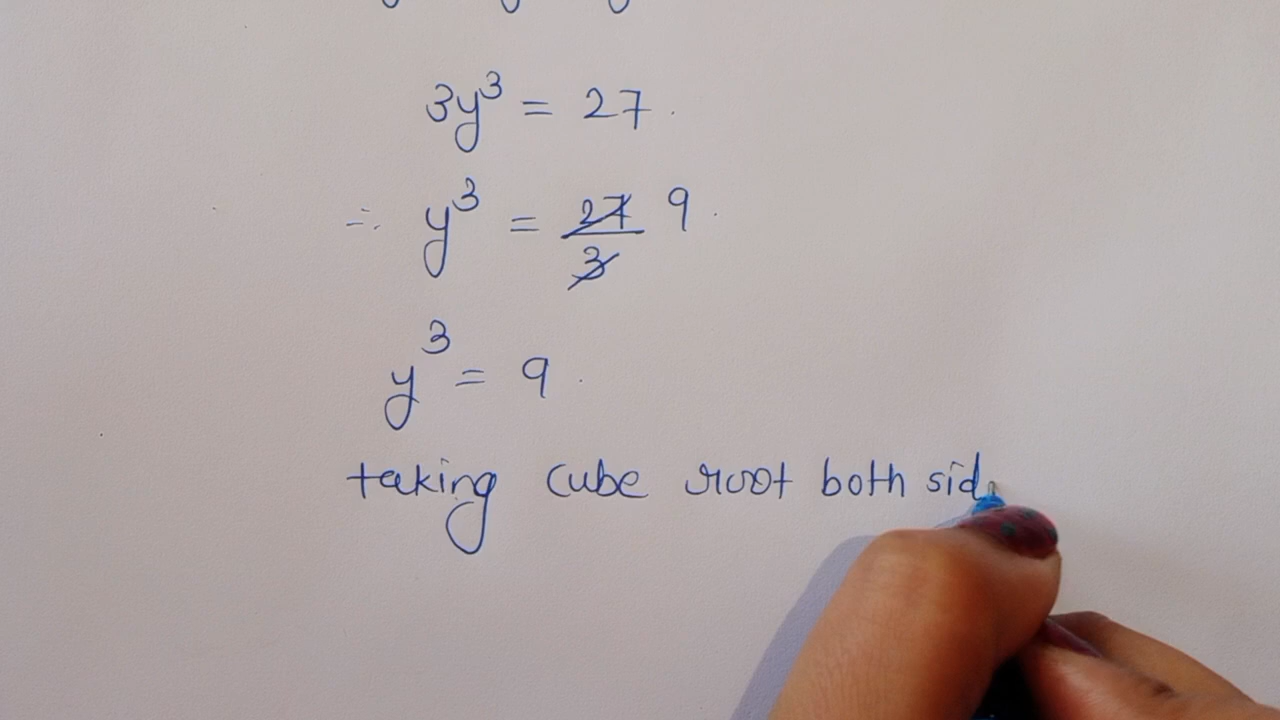 3y³ = 27.
∴ y³ = 27/3 9.
y³ = 9.
taking cube root both sid